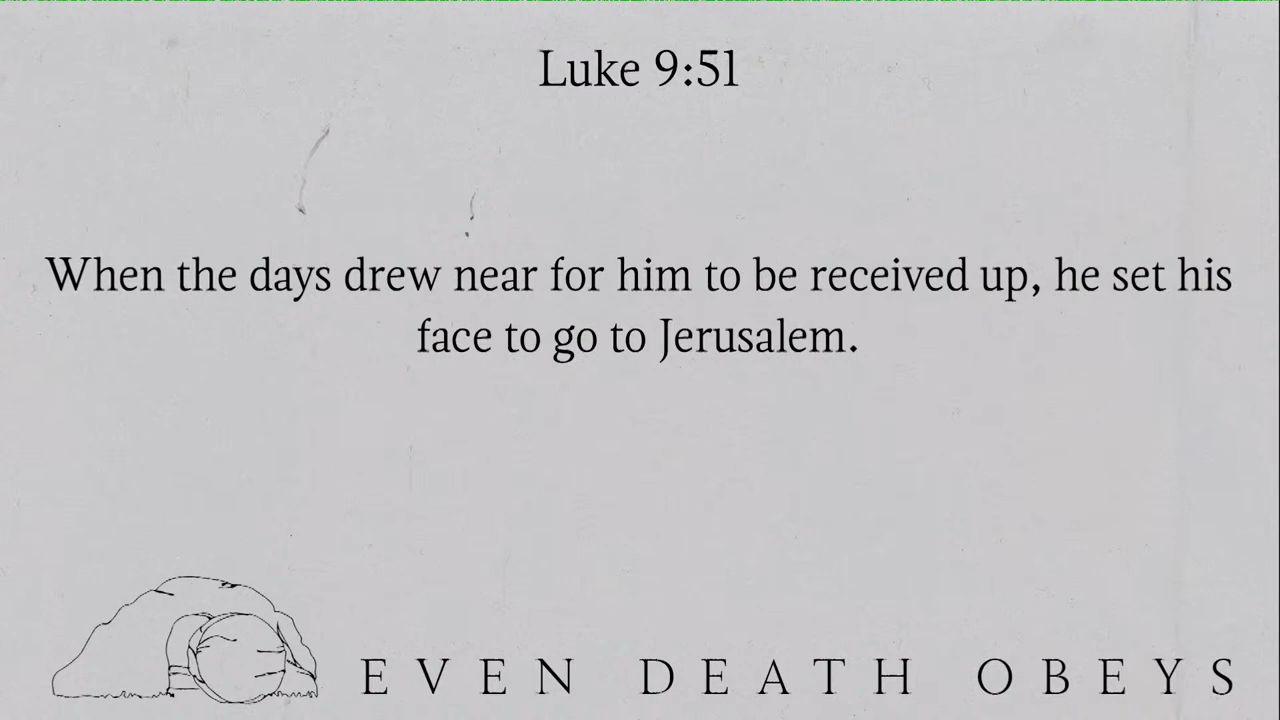 Luke 9:51
When the days drew near for him to be received up, he set his
face to go to Jerusalem.
EVEN DEATH OBEYS